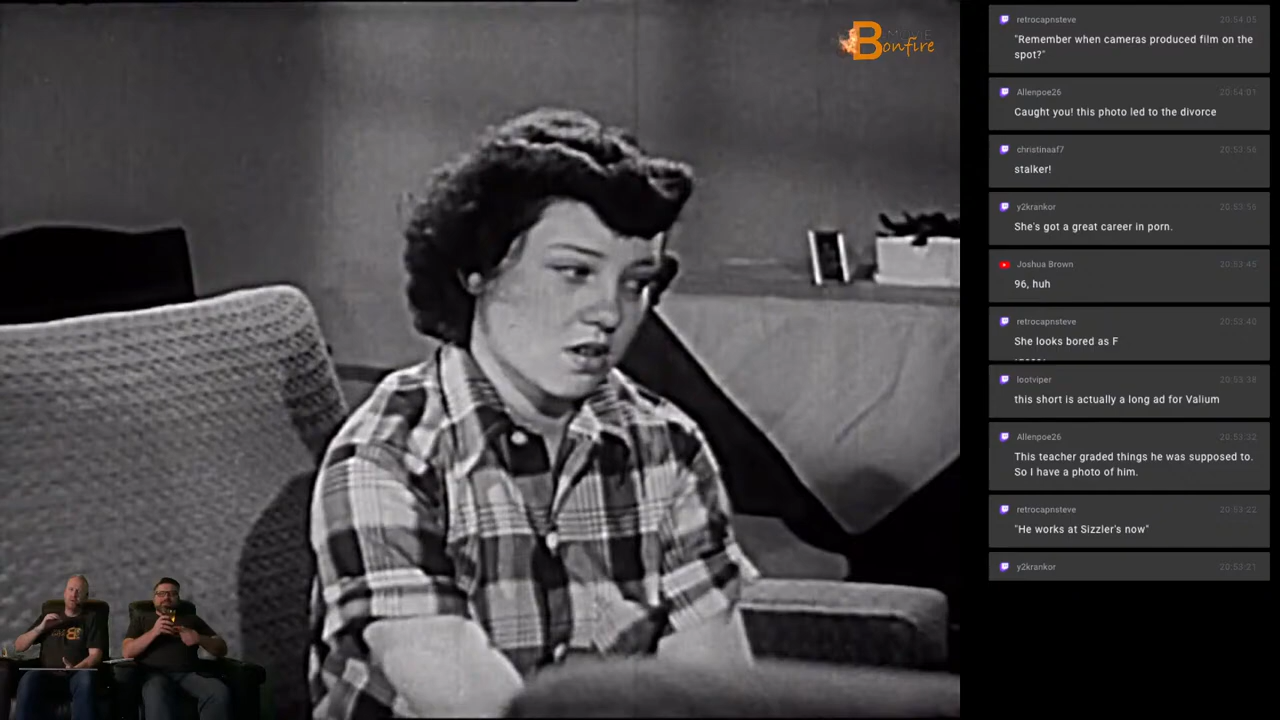 Bonfire
retrocapnsteve 20:54:05
"Remember when cameras produced film on the
spot?"
Allenpoe26 20:54:01
Caught you! this photo led to the divorce
christinaaf7 20:53:56
stalker!
y2krankor 20:53:55
She's got a great career in porn.
Joshua Brown 20:53:45
96, huh
retrocapnsteve 20:53:40
She looks bored as F
lootviper 20:53:38
this short is actually a long ad for Valium
Allenpoe26 20:53:32
This teacher graded things he was supposed to.
So I have a photo of him.
retrocapnsteve 20:53:22
"He works at Sizzler's now"
y2krankor 20:53:21